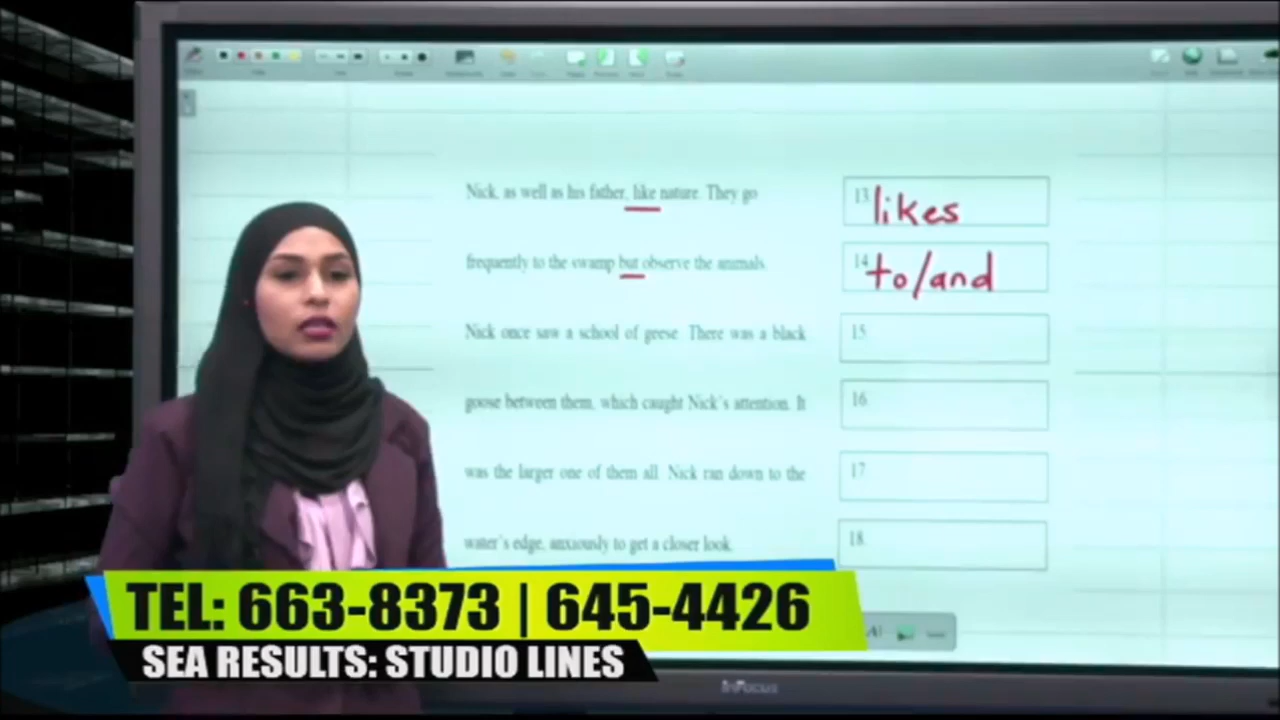 Nick, as well as his father, like nature. They go
13. likes
frequently to the swamp but observe the animals.
14. to/and
Nick once saw a school of geese. There was a black
15
goose between them, which caught Nick's attention. It
16
was the larger one of them all. Nick ran down to the
17
water's edge, anxiously to get a closer look.
18.
TEL: 663-8373 | 645-4426
SEA RESULTS: STUDIO LINES
InFocus